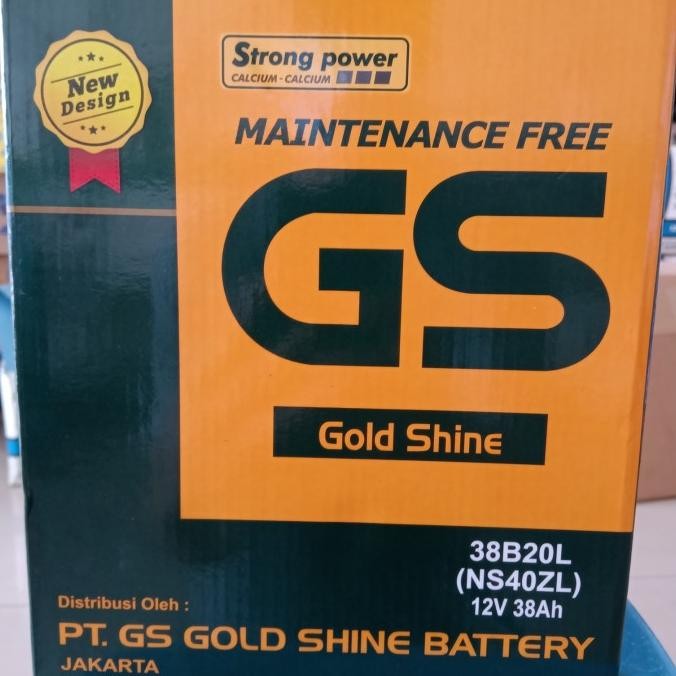 New
Design
Strong power
CALCIUM - CALCIUM
MAINTENANCE FREE
GS
Gold Shine
38B20L
(NS40ZL)
12V 38Ah
Distribusi Oleh :
PT. GS GOLD SHINE BATTERY
JAKARTA